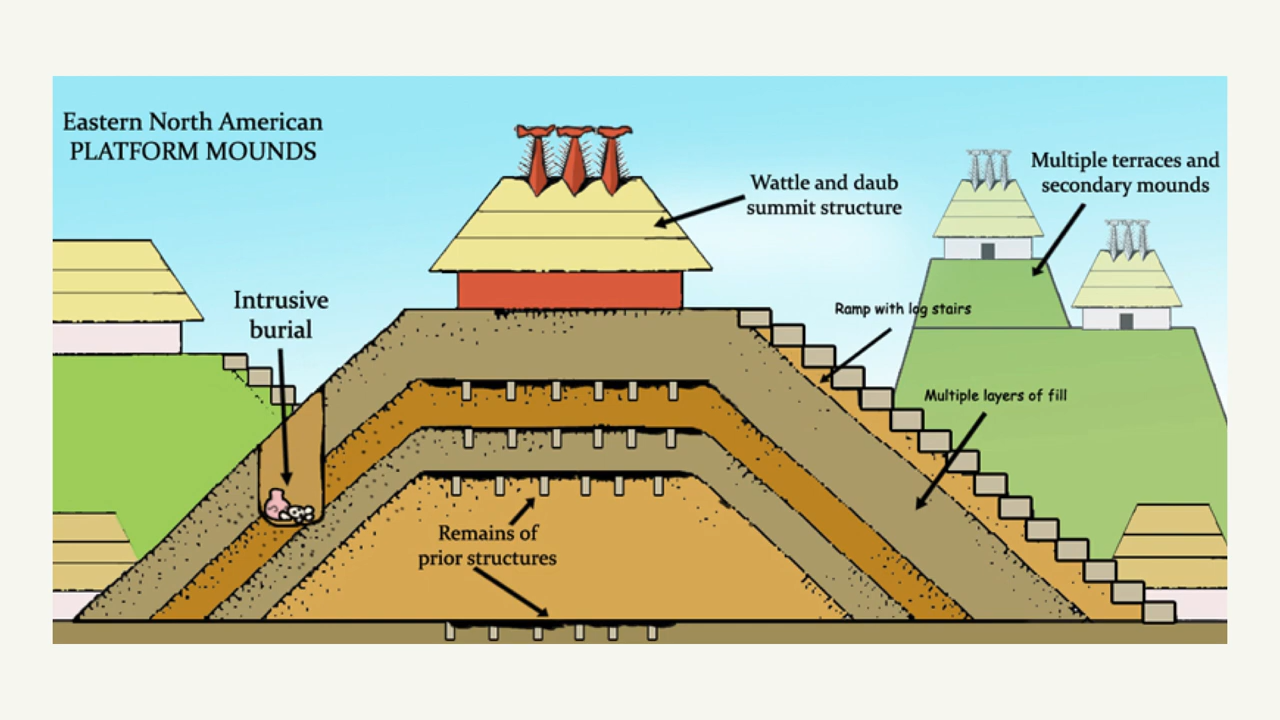 Eastern North American
PLATFORM MOUNDS
Wattle and daub
summit structure
Multiple terraces and
secondary mounds
Intrusive
burial
Ramp with log stairs
Multiple layers of fill
Remains of
prior structures